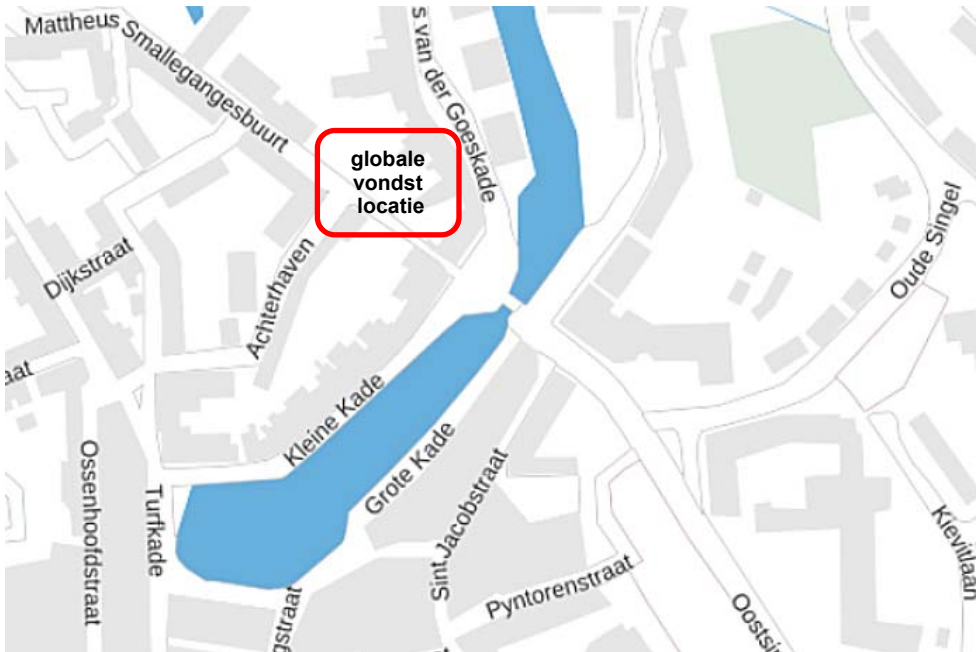 Mattheus Smallegangesbuurt
s van der Goeskade
globale
vondst
locatie
Dijkstraat
Achterhaven
Oude Singel
aat
Kleine Kade
Grote Kade
Ossenhoofdstraat
Turfkade
Sint Jacobstraat
Kievitlaan
Pyntorenstraat
gstraat
Oostsi